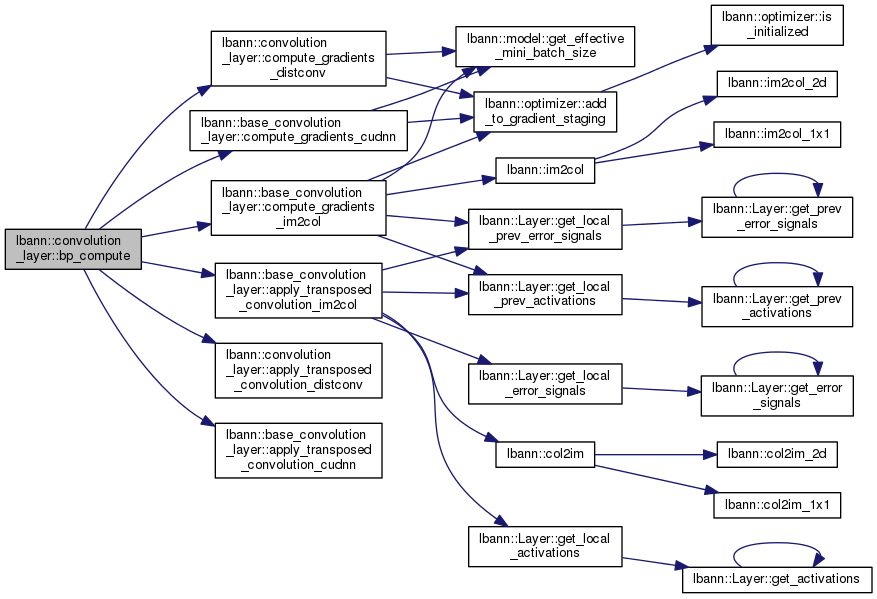 lbann::convolution
_layer::bp_compute
lbann::convolution
_layer::compute_gradients
_distconv
lbann::base_convolution
_layer::compute_gradients_cudnn
lbann::base_convolution
_layer::compute_gradients
_im2col
lbann::base_convolution
_layer::apply_transposed
_convolution_im2col
lbann::convolution
_layer::apply_transposed
_convolution_distconv
lbann::base_convolution
_layer::apply_transposed
_convolution_cudnn
lbann::model::get_effective
_mini_batch_size
lbann::optimizer::add
_to_gradient_staging
lbann::im2col
lbann::Layer::get_local
_prev_error_signals
lbann::Layer::get_local
_prev_activations
lbann::Layer::get_local
_error_signals
lbann::col2im
lbann::Layer::get_local
_activations
lbann::optimizer::is
_initialized
lbann::im2col_2d
lbann::im2col_1x1
lbann::Layer::get_prev
_error_signals
lbann::Layer::get_prev
_activations
lbann::Layer::get_error
_signals
lbann::col2im_2d
lbann::col2im_1x1
lbann::Layer::get_activations